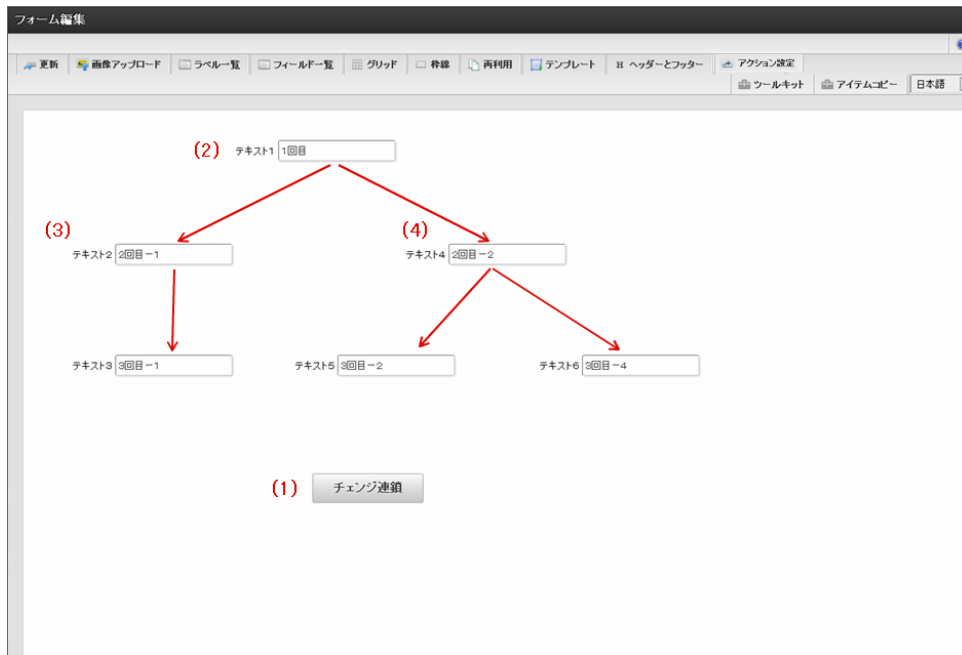 フォーム編集
更新 画像アップロード ラベル一覧 フィールド一覧 グリッド 枠線 再利用 テンプレート H ヘッダーとフッター アクション設定
ツールキット アイテムコピー 日本語
(2) テキスト1 1回目
(3) (4)
テキスト2 2回目-1 テキスト4 2回目-2
テキスト3 3回目-1 テキスト5 3回目-2 テキスト6 3回目-4
(1) チェンジ連鎖